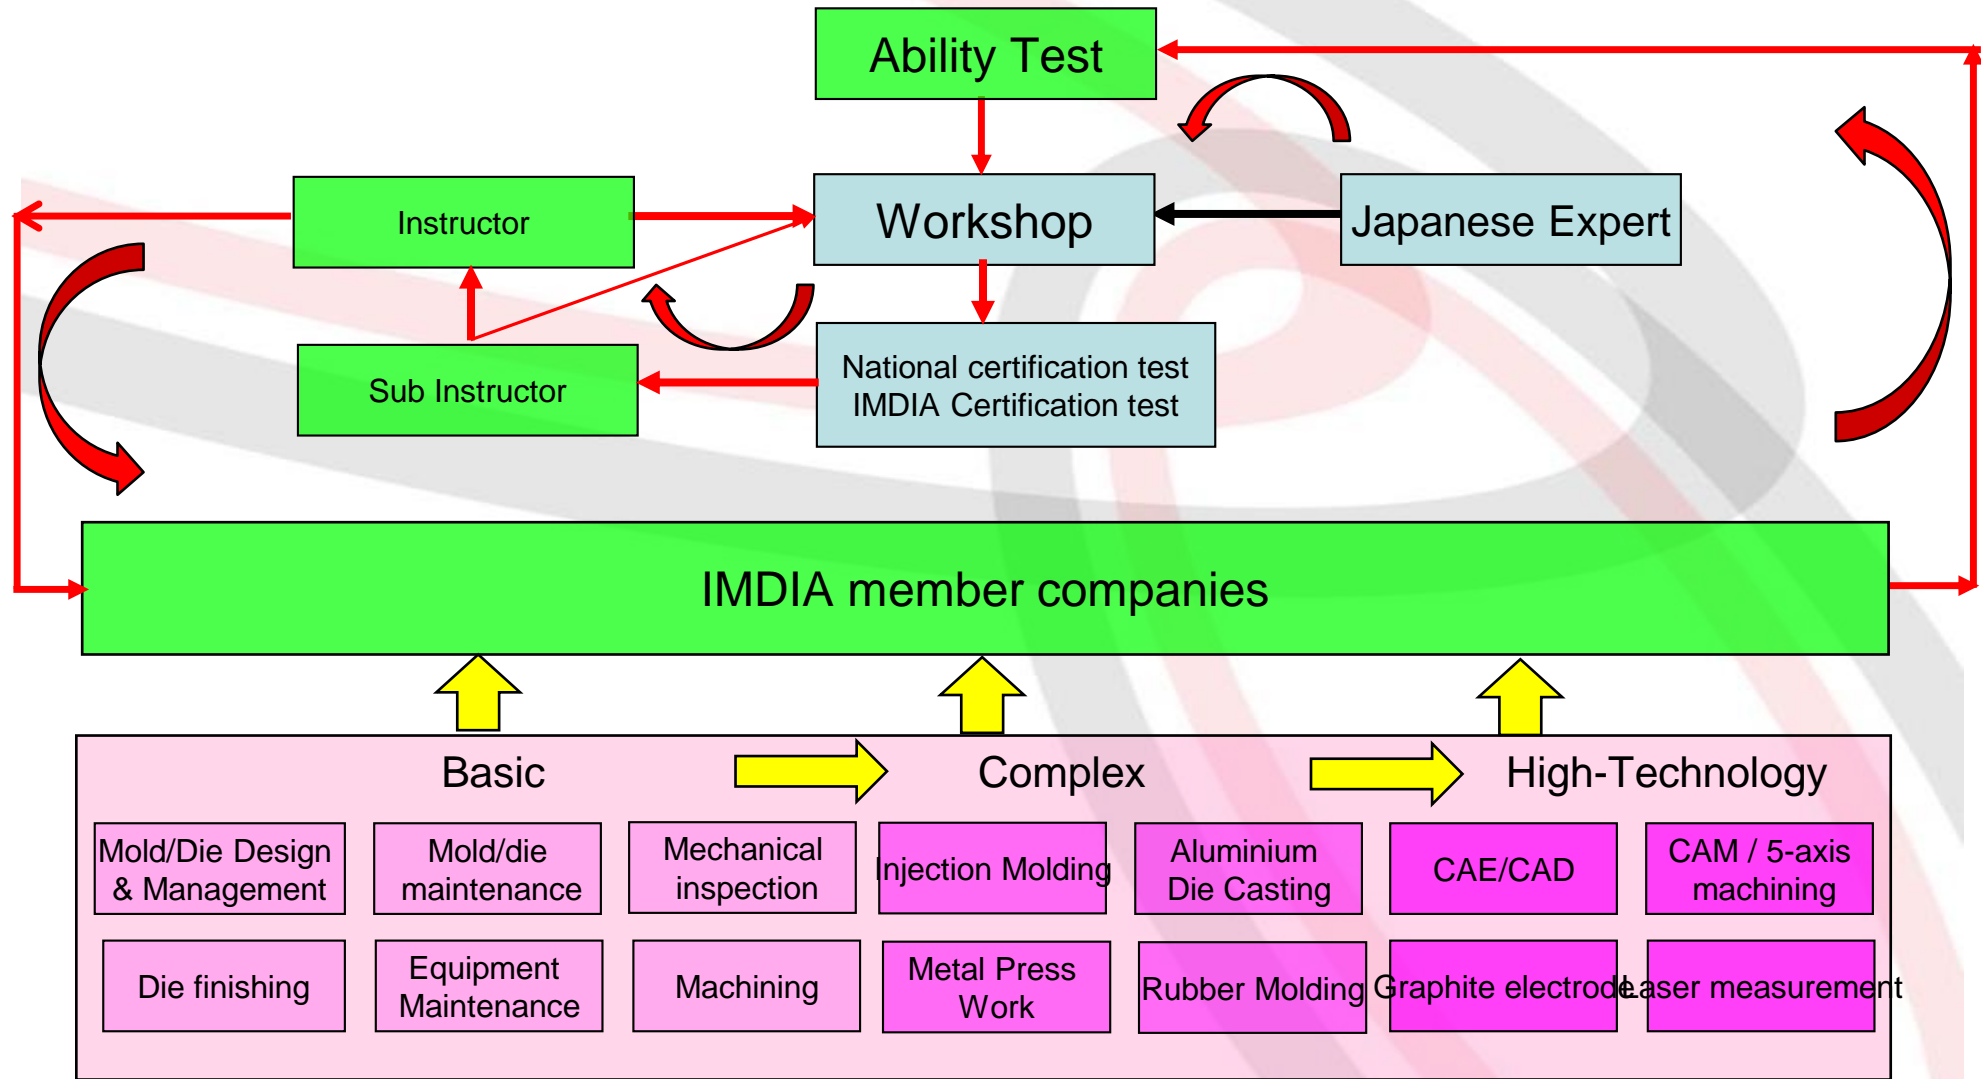 Ability Test
Instructor
Workshop
Japanese Expert
Sub Instructor
National certification test
IMDIA Certification test
IMDIA member companies
Basic
Complex
High-Technology
Mold/Die Design
& Management
Mold/die
maintenance
Mechanical
inspection
Injection Molding
Aluminium
Die Casting
CAE/CAD
CAM / 5-axis
machining
Die finishing
Equipment
Maintenance
Machining
Metal Press
Work
Rubber Molding
Graphite electrode
Laser measurement